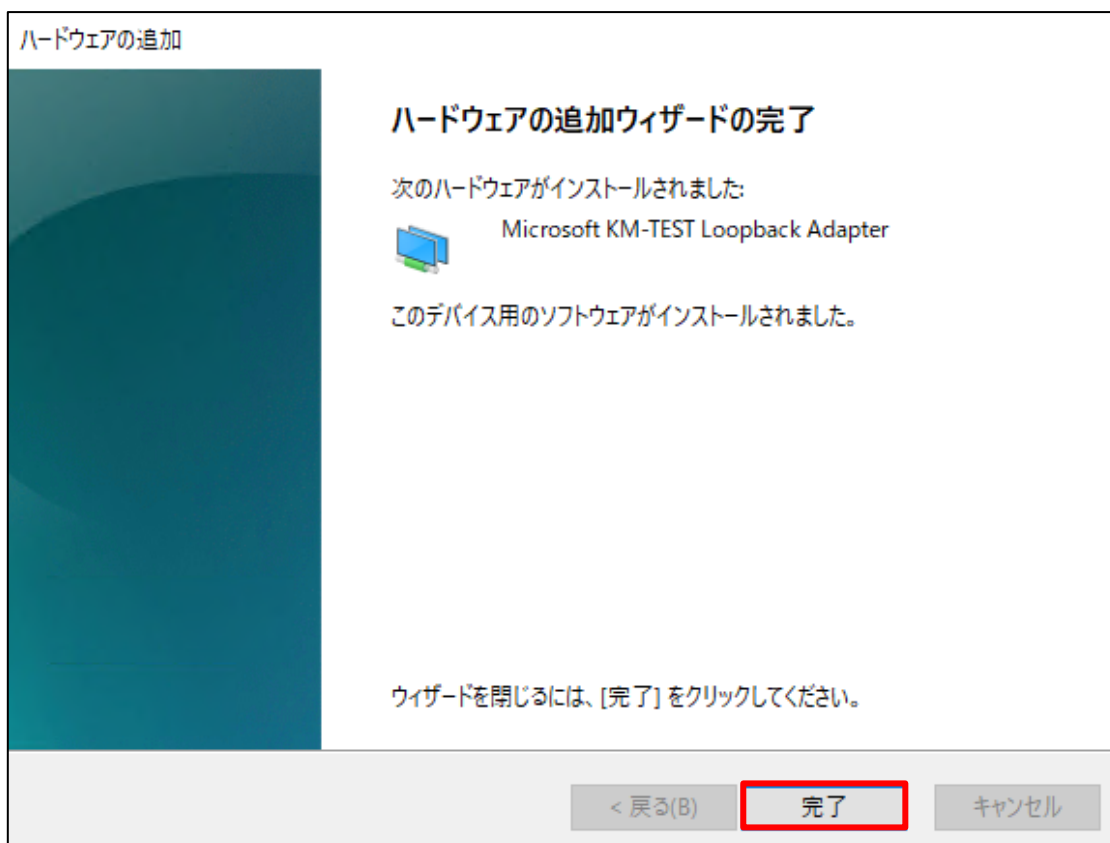 ハードウェアの追加
ハードウェアの追加ウィザードの完了
次のハードウェアがインストールされました:
Microsoft KM-TEST Loopback Adapter
このデバイス用のソフトウェアがインストールされました。
ウィザードを閉じるには、[完了] をクリックしてください。
< 戻る(B)
完了
キャンセル